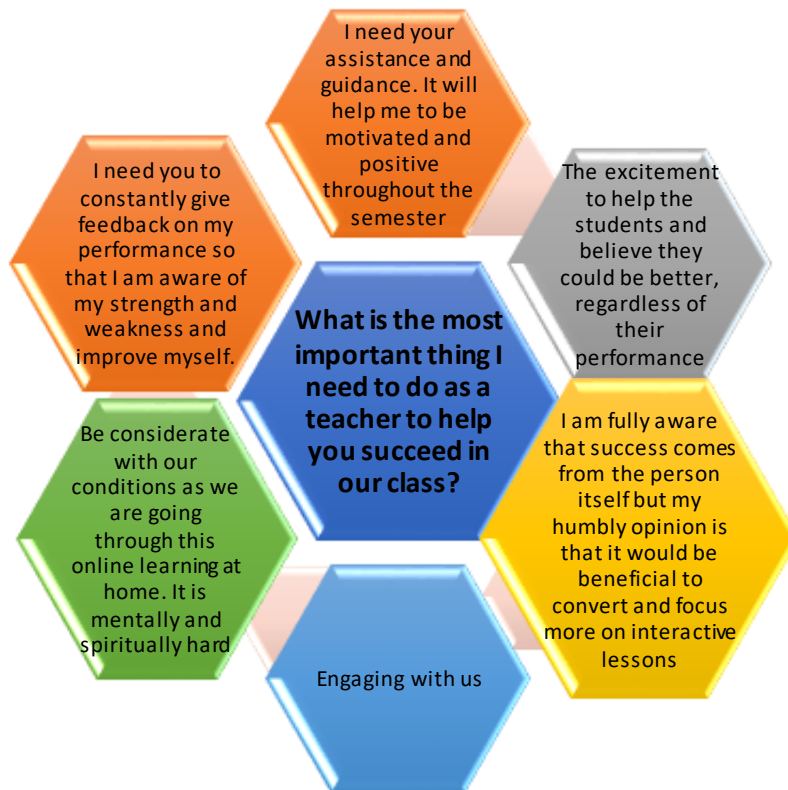 I need your
assistance and
guidance. It will
help me to be
motivated and
positive
throughout the
semester
The excitement
to help the
students and
believe they
could be better,
regardless of
their
performance
I am fully aware
that success comes
from the person
itself but my
humbly opinion is
that it would be
beneficial to
convert and focus
more on interactive
lessons
Engaging with us
Be considerate
with our
conditions as we
are going
through this
online learning at
home. It is
mentally and
spiritually hard
I need you to
constantly give
feedback on my
performance so
that I am aware of
my strength and
weakness and
improve myself.
What is the most
important thing I
need to do as a
teacher to help
you succeed in
our class?